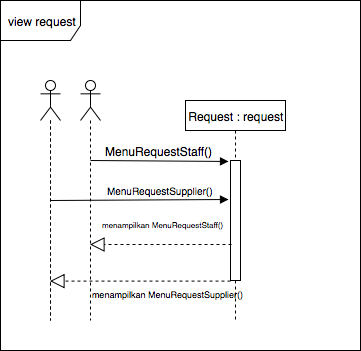 view request
Request : request
MenuRequestStaff()
MenuRequestSupplier()
menampilkan MenuRequestStaff()
menampilkan MenuRequestSupplier()